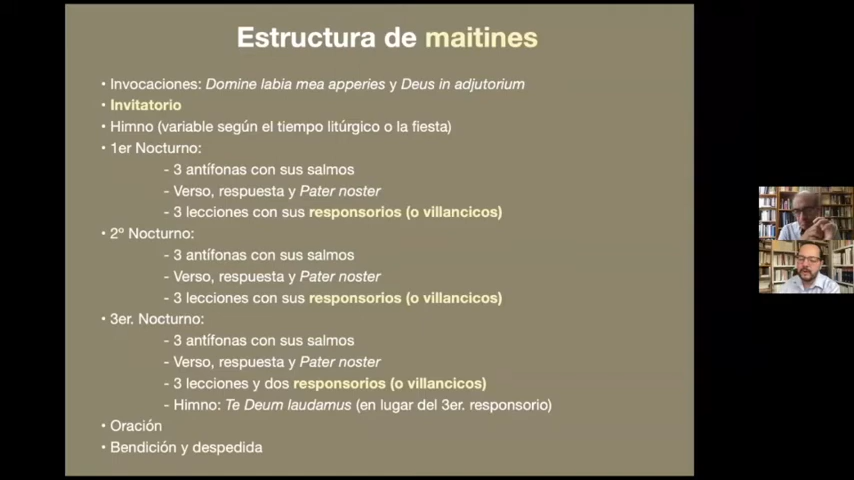 Estructura de maitines
• Invocaciones: Domine labia mea apperies y Deus in adjutorium
• Invitatorio
• Himno (variable según el tiempo litúrgico o la fiesta)
• 1er Nocturno:
- 3 antífonas con sus salmos
- Verso, respuesta y Pater noster
- 3 lecciones con sus responsorios (o villancicos)
• 2º Nocturno:
- 3 antífonas con sus salmos
- Verso, respuesta y Pater noster
- 3 lecciones con sus responsorios (o villancicos)
• 3er. Nocturno:
- 3 antífonas con sus salmos
- Verso, respuesta y Pater noster
- 3 lecciones y dos responsorios (o villancicos)
- Himno: Te Deum laudamus (en lugar del 3er. responsorio)
• Oración
• Bendición y despedida